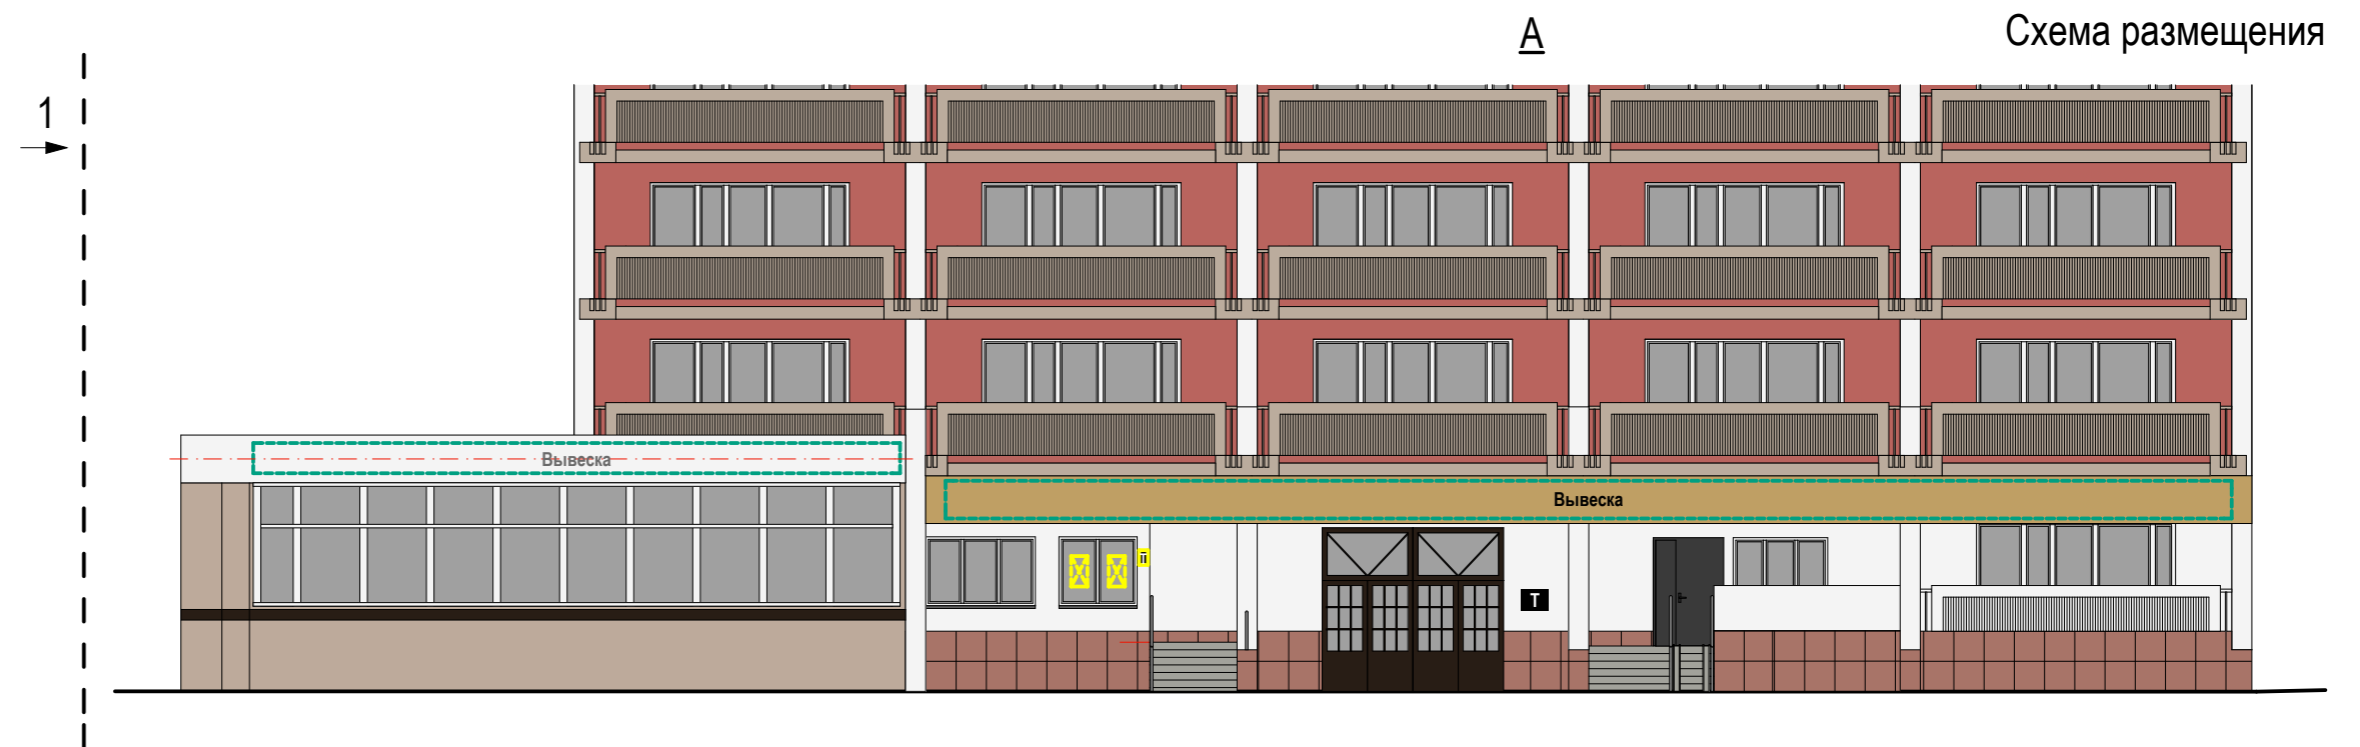 А
Схема размещения
1
Вывеска
Вывеска
T